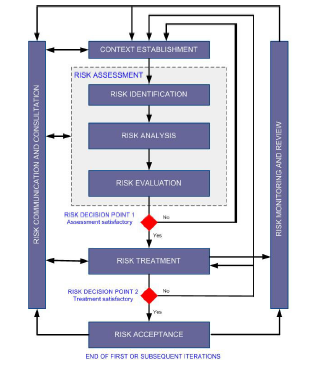 CONTEXT ESTABLISHMENT
RISK ASSESSMENT
RISK IDENTIFICATION
RISK ANALYSIS
RISK EVALUATION
RISK DECISION POINT 1
Assessment satisfactory
No
Yes
RISK TREATMENT
RISK DECISION POINT 2
Treatment satisfactory
No
Yes
RISK ACCEPTANCE
END OF FIRST OR SUBSEQUENT ITERATIONS
RISK COMMUNICATION AND CONSULTATION
RISK MONITORING AND REVIEW